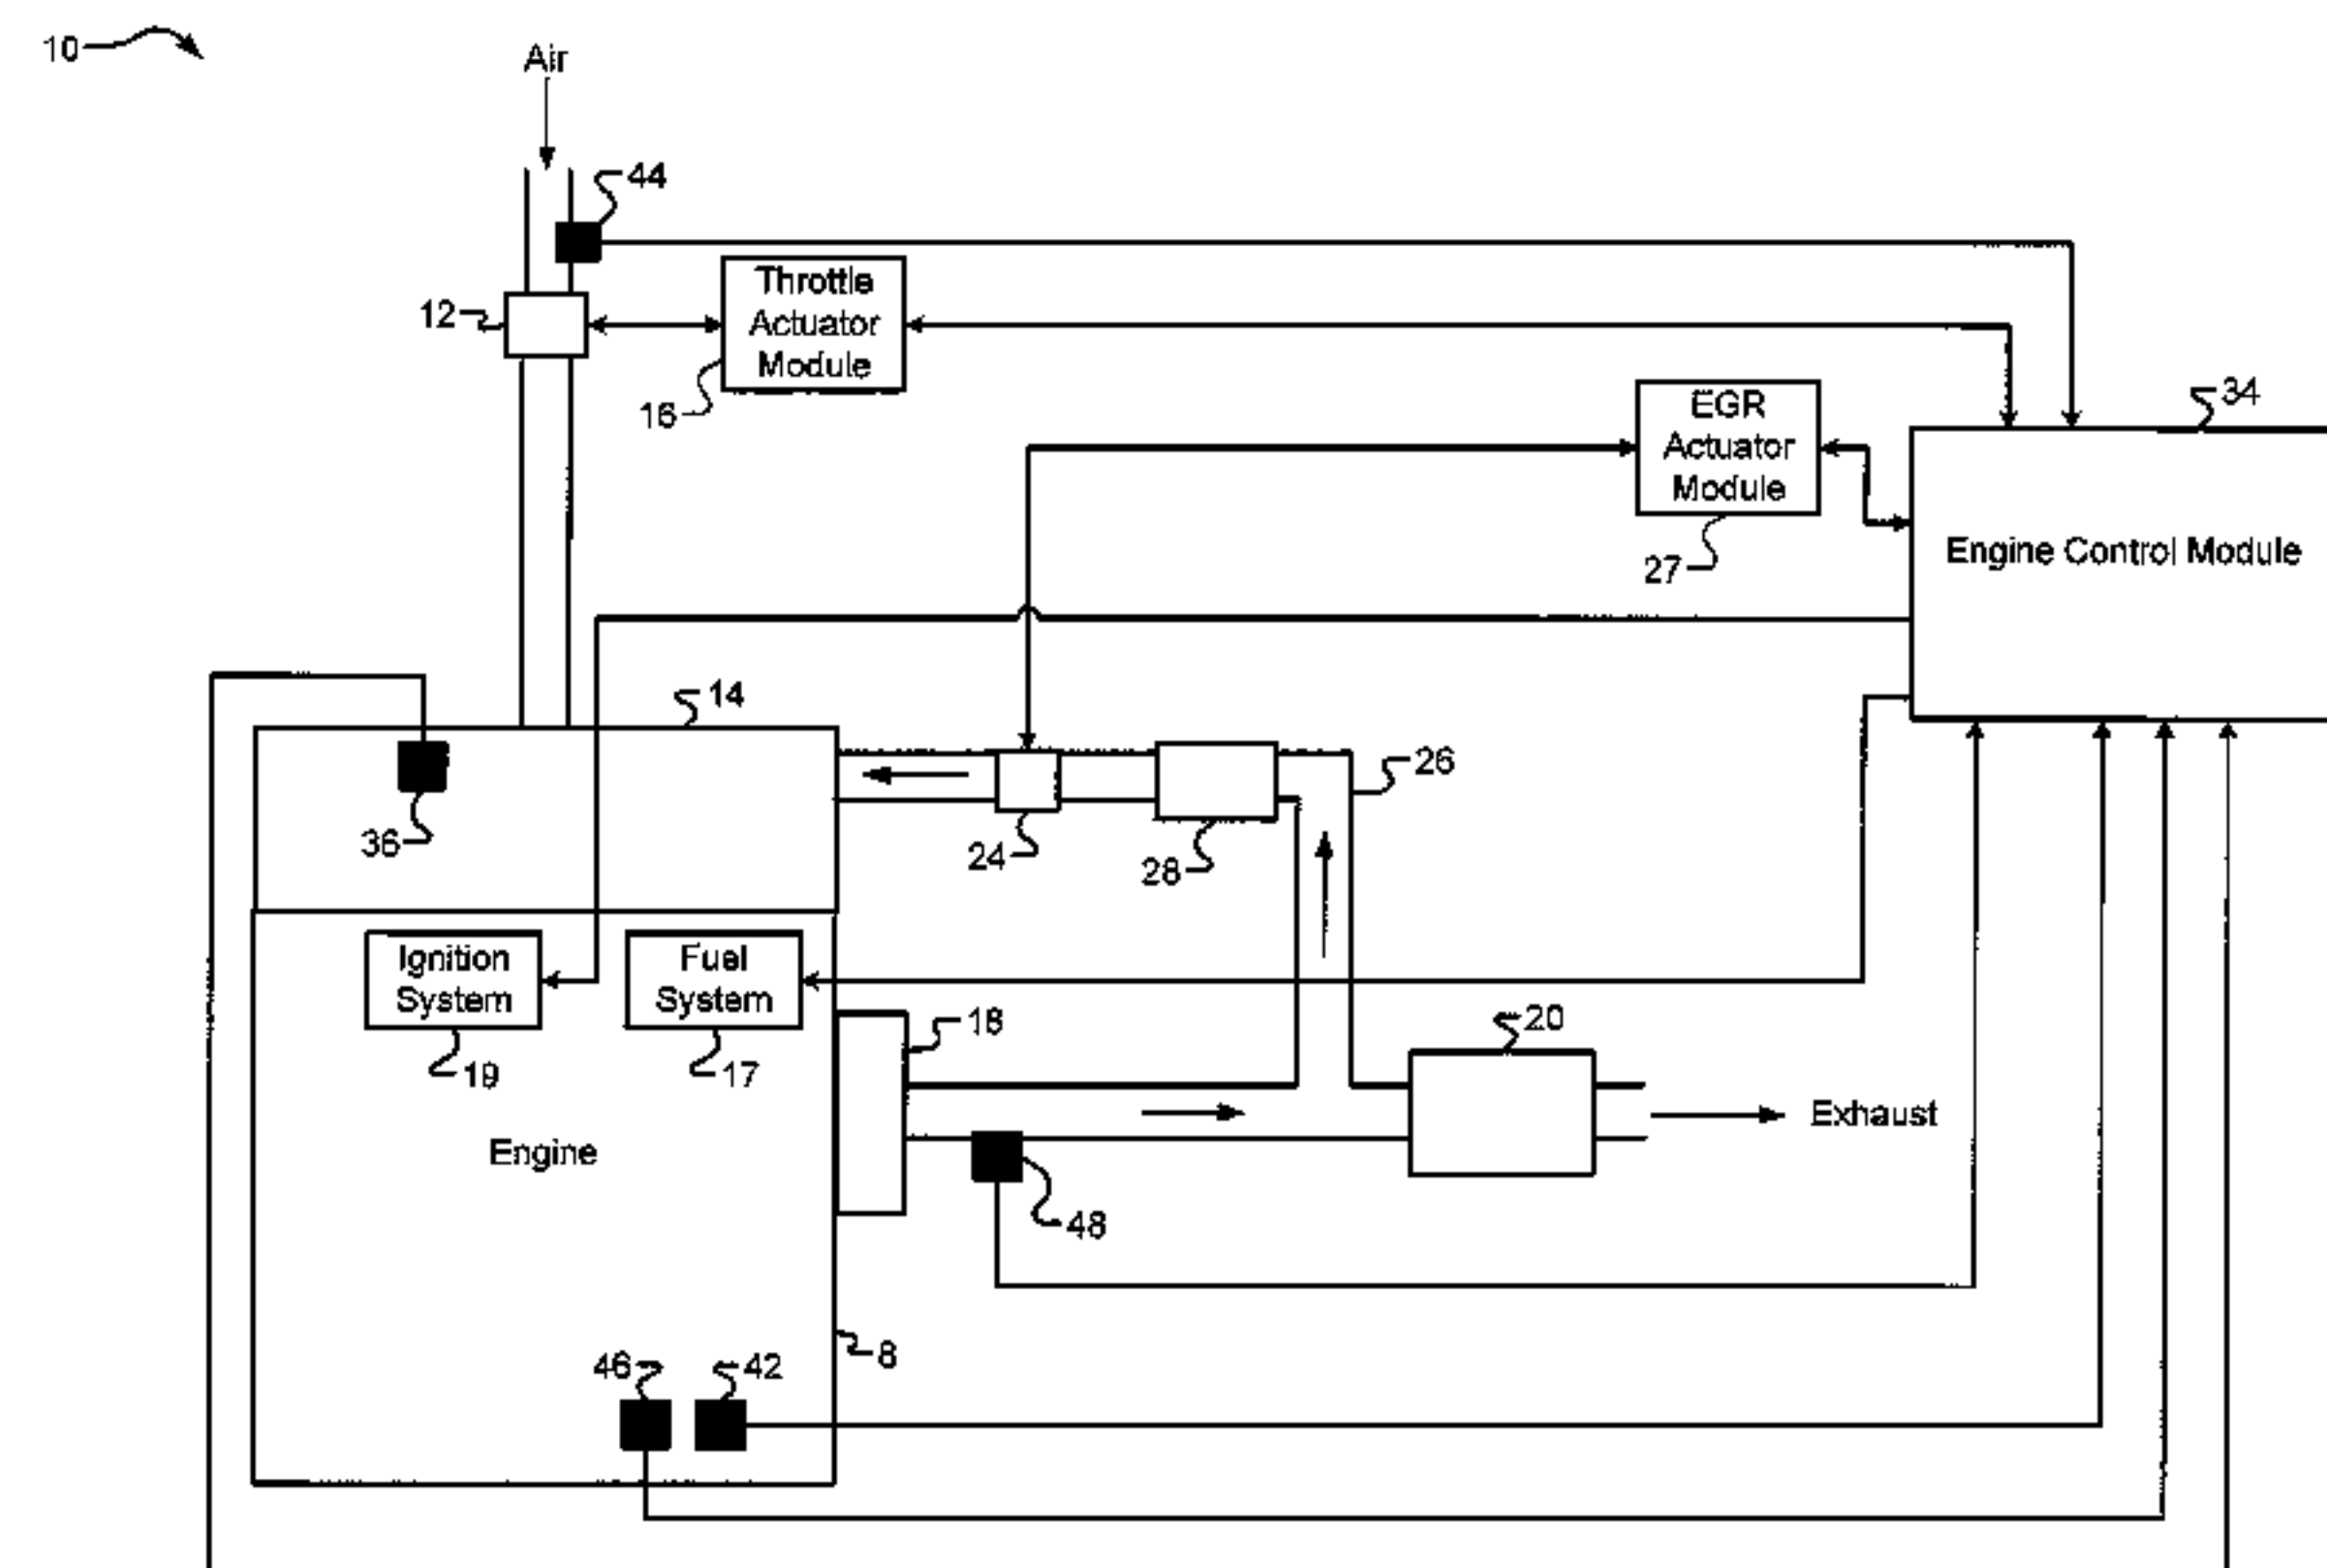 10
Air
44
12
Throttle
Actuator
Module
16
EGR
Actuator
Module
27
34
Engine Control Module
14
36
24
28
26
Ignition
System
19
Fuel
System
17
18
20
Exhaust
Engine
48
8
46
42